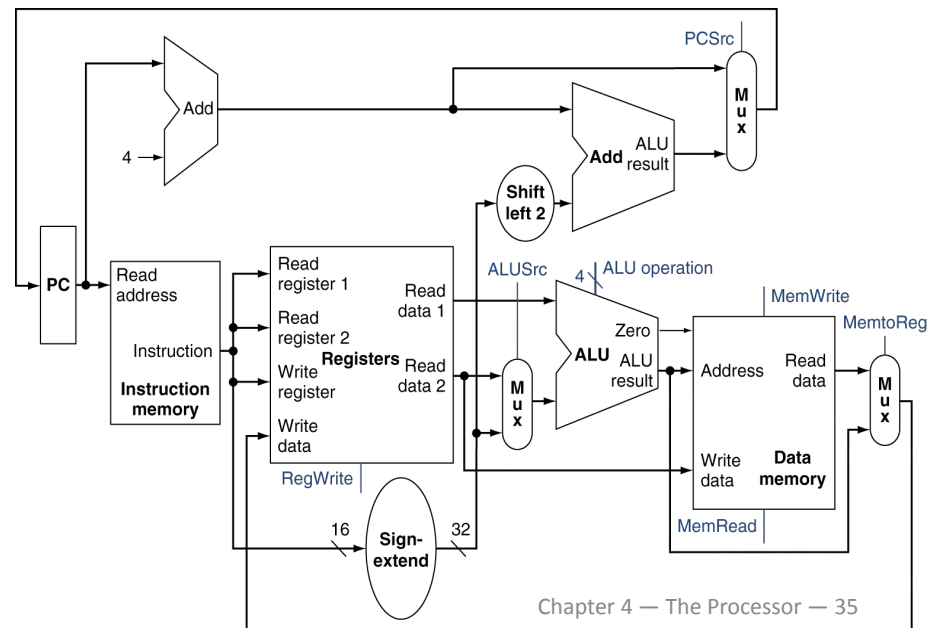 PCSrc
M
u
x
Add
4
Add
ALU
result
Shift
left 2
PC
Read
address
Instruction
Instruction
memory
Read
register 1
Read
register 2
Write
register
Write
data
Registers
Read
data 1
Read
data 2
RegWrite
16
Sign-
extend
32
ALUSrc
M
u
x
4
ALU operation
Zero
ALU
ALU
result
MemWrite
Address
Read
data
Write
data
Data
memory
MemRead
MemtoReg
M
u
x
Chapter 4 — The Processor — 35